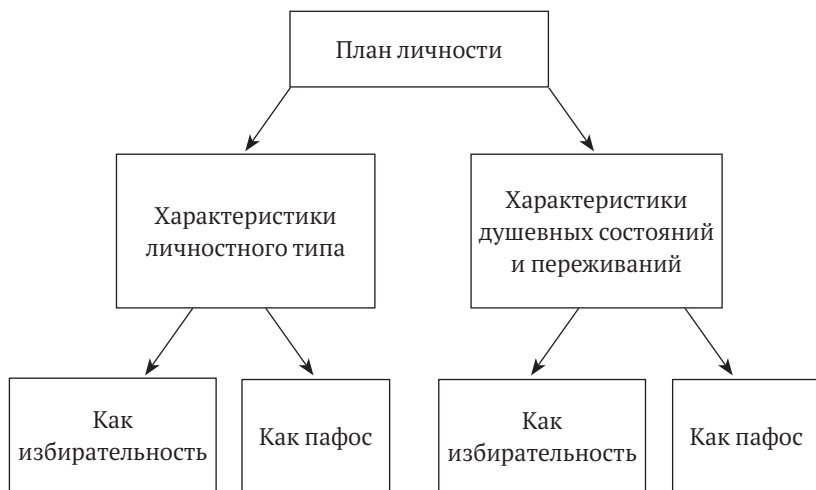 План личности
Характеристики
личностного типа
Характеристики
душевных состояний
и переживаний
Как
избирательность
Как пафос
Как
избирательность
Как пафос